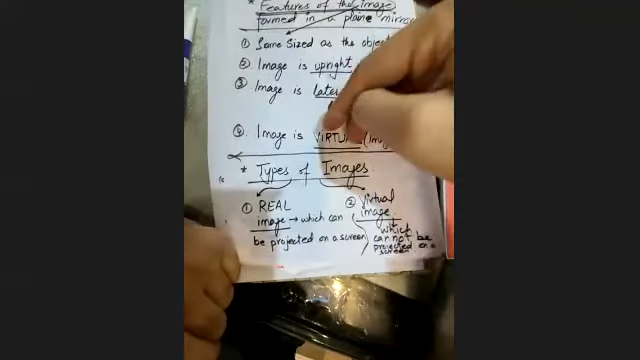 * Features of the image
formed in a plane mirror
① Same sized as the object
② Image is upright
③ Image is
④ Image is VIRTUAL
* Types of Images
① REAL
image → which can
be projected on a screen
② Virtual
image
which
cannot be
projected on a
screen